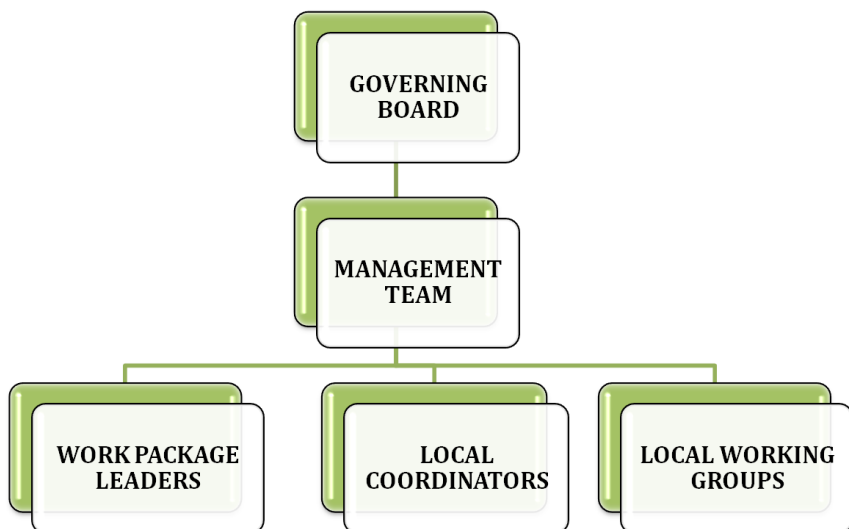 GOVERNING
BOARD
MANAGEMENT
TEAM
WORK PACKAGE
LEADERS
LOCAL
COORDINATORS
LOCAL WORKING
GROUPS